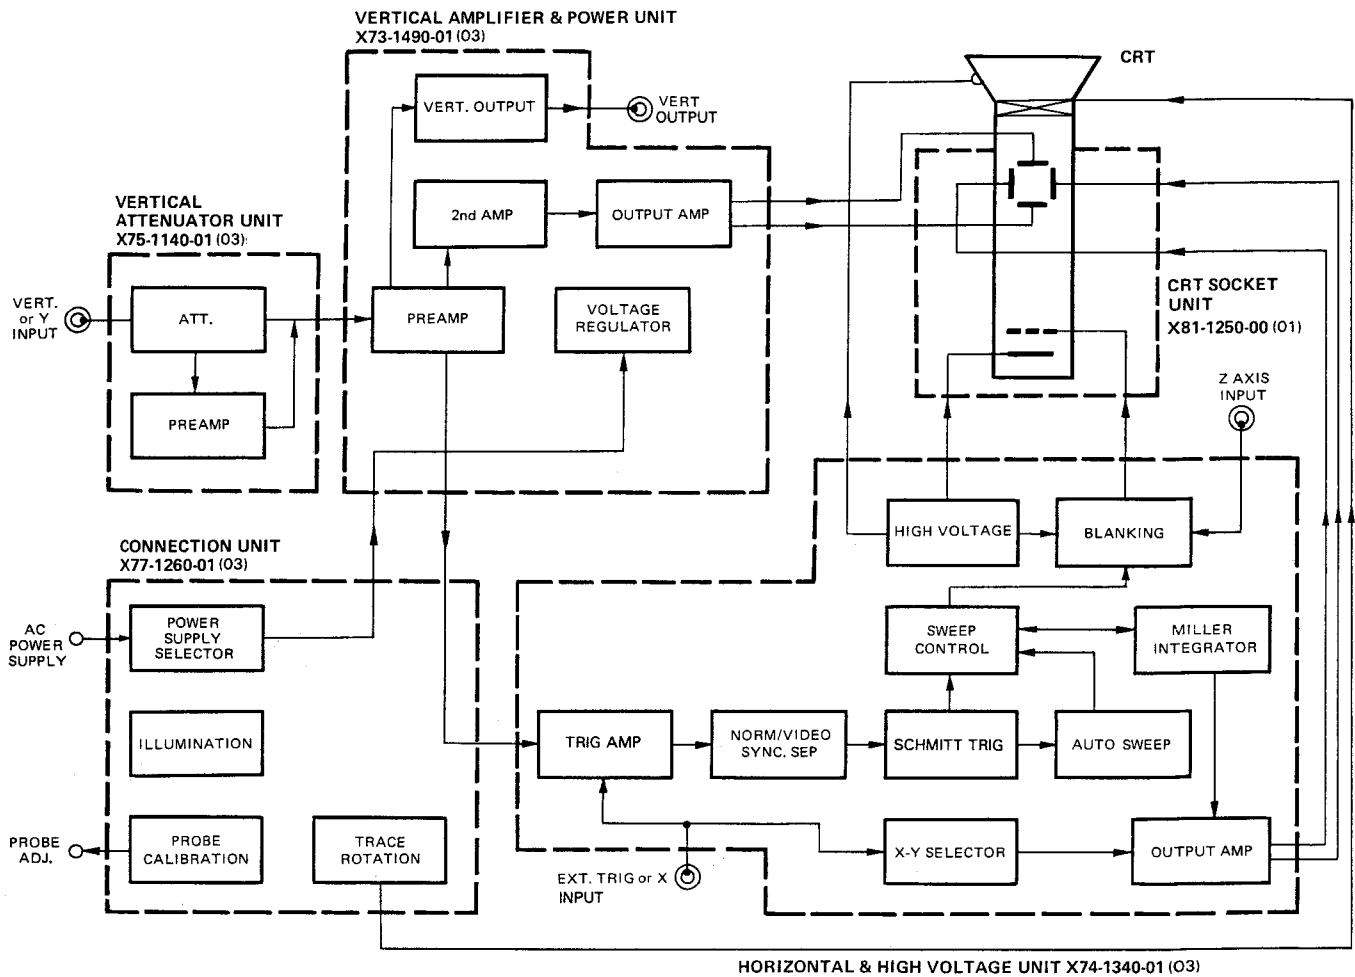 VERTICAL AMPLIFIER & POWER UNIT
X73-1490-01 (03)
CRT
VERT. OUTPUT
VERT
OUTPUT
VERTICAL
ATTENUATOR UNIT
X75-1140-01 (03)
2nd AMP
OUTPUT AMP
VERT.
or Y
INPUT
ATT.
PREAMP
PREAMP
VOLTAGE
REGULATOR
CRT SOCKET
UNIT
X81-1250-00 (01)
Z AXIS
INPUT
HIGH VOLTAGE
BLANKING
CONNECTION UNIT
X77-1260-01 (03)
AC
POWER
SUPPLY
POWER
SUPPLY
SELECTOR
SWEEP
CONTROL
MILLER
INTEGRATOR
ILLUMINATION
TRIG AMP
NORM/VIDEO
SYNC. SEP
SCHMITT TRIG
AUTO SWEEP
PROBE
ADJ.
PROBE
CALIBRATION
TRACE
ROTATION
EXT. TRIG or X
INPUT
X-Y SELECTOR
OUTPUT AMP
HORIZONTAL & HIGH VOLTAGE UNIT X74-1340-01 (03)